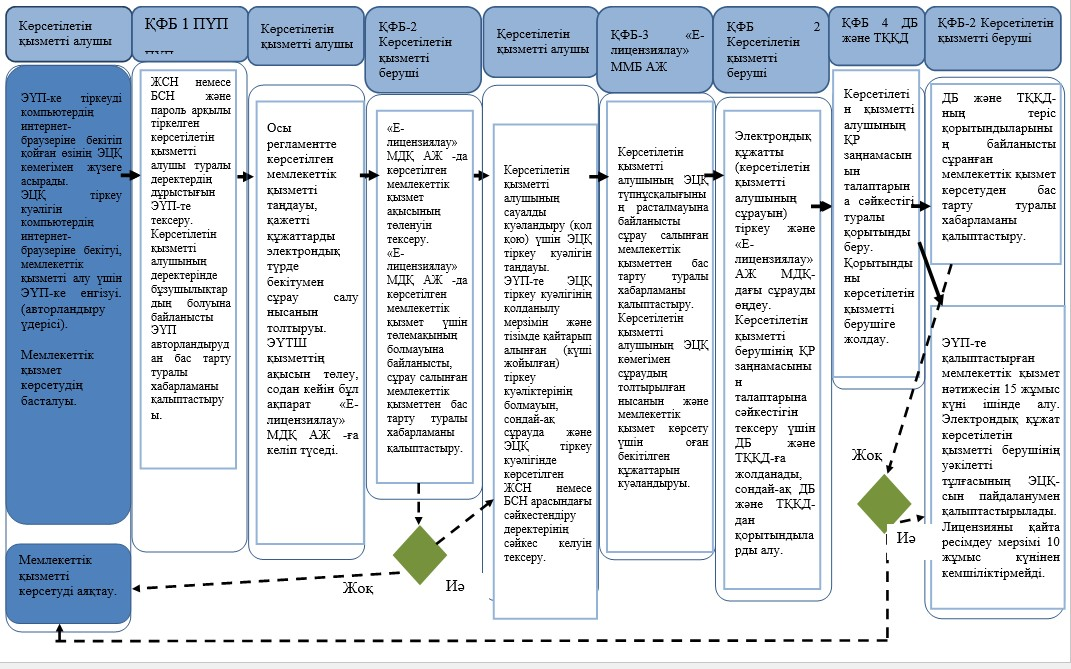 Көрсетілетін
қызметті алушы
ЭҮП-ке тіркеуді
компьютердің
интернет-
браузеріне бекітіп
қойған өзінің ЭЦҚ
көмегімен жүзеге
асырады.
ЭЦҚ тіркеу
куәлігін
компьютердің
интернет-
браузеріне бекітуі,
мемлекеттік
қызметті алу үшін
ЭҮП-ке енгізуі.
(авторландыру
үдерісі).
Мемлекеттік
қызмет
көрсетудің
басталуы.
Мемлекеттік
қызметті
көрсетуді аяқтау.
ҚФБ 1 ПҮП
ЖСН немесе
БСН және
пароль арқылы
тіркелген
көрсетілетін
қызметті
алушы туралы
деректердің
дұрыстығын
ЭҮП-те
тексеру.
Көрсетілетін
қызметті
алушының
деректерінде
бұзушылықтар
дың болуына
байланысты
ЭҮП
авторландыруд
ан бас тарту
туралы
хабарламаны
қалыптастыру
ы.
Көрсетілетін
қызметті алушы
Осы
регламентте
көрсетілген
мемлекеттік
қызметті
таңдауы,
қажетті
құжаттарды
электрондық
түрде
бекітумен
сұрау салу
нысанын
толтыруы.
ЭҮТШ
қызметтің
ақысын төлеу,
содан кейін бұл
ақпарат «Е-
лицензиялау»
МДҚ АЖ -ға
келіп түседі.
ҚФБ-2
Көрсетілетін
қызметті
беруші
«Е-
лицензиялау»
МДҚ АЖ -да
көрсетілген
мемлекеттік
қызмет
ақысының
төленуін
тексеру.
«Е-
лицензиялау»
МДҚ АЖ -да
көрсетілген
мемлекеттік
қызмет үшін
төлемақының
болмауына
байланысты,
сұрау салынған
мемлекеттік
қызметтен бас
тарту туралы
хабарламаны
қалыптастыру.
Жоқ
Иә
Көрсетілетін
қызметті алушы
Көрсетілетін
қызметті
алушының
сауалды
куәландыру (қол
қою) үшін ЭЦҚ
тіркеу куәлігін
таңдауы.
ЭҮП-те ЭЦҚ
тіркеу куәлігінің
қолданылу
мерзімін және
тізімде қайтарып
алынған (күші
жойылған)
тіркеу
куәліктерінің
болмауын,
сондай-ақ
сұрауда және
ЭЦҚ тіркеу
куәлігінде
көрсетілген
ЖСН немесе
БСН арасындағы
сәйкестендіру
деректерінің
сәйкес келуін
тексеру.
ҚФБ-3 «Е-
лицензиялау»
ММБ АЖ
Көрсетілетін
қызметті
алушының ЭЦҚ
түпнұсқалығыны
ң расталмауына
байланысты
сұрау салынған
мемлекеттік
қызметтен бас
тарту туралы
хабарламаны
қалыптастыру.
Көрсетілетін
қызметті
алушының ЭЦҚ
көмегімен
сұраудың
толтырылған
нысанын және
мемлекеттік
қызмет көрсету
үшін оған
бекітілген
құжаттарын
куәландыруы.
ҚФБ 2
Көрсетілетін
қызметті
беруші
Электрондық
құжатты
(көрсетілетін
қызметті
алушының
сұрауын)
тіркеу және
«Е-
лицензиялау»
АЖ МДҚ-
дағы сұрауды
өңдеу.
Көрсетілетін
қызметті
берушінің ҚР
заңнамасыны
н
талаптарына
сәйкестігін
тексеру үшін
ДБ және
ТҚҚД-ға
жолданады,
сондай-ақ ДБ
және ТҚҚД-
дан
қорытындыла
рды алу.
ҚФБ 4 ДБ
және ТҚҚД
Көрсетілеті
н қызметті
алушының
ҚР
заңнамасын
ың
талаптарын
а сәйкестігі
туралы
қорытынды
беру.
Қорытынды
ны
көрсетілетін
қызметті
берушіге
жолдау.
Жоқ
Иә
ҚФБ-2 Көрсетілетін
қызметті беруші
ДБ және ТҚҚД-
ның теріс
қорытындыларыны
ң байланысты
сұранған
мемлекеттік қызмет
көрсетуден бас
тарту туралы
хабарламаны
қалыптастыру.
ЭҮП-те
қалыптастырған
мемлекеттік қызмет
нәтижесін 15 жұмыс
күні ішінде алу.
Электрондық құжат
көрсетілетін
қызметті берушінің
уәкілетті
тұлғасының ЭЦҚ-
сын пайдаланумен
қалыптастырылады.
Лицензияны қайта
ресімдеу мерзімі 10
жұмыс күнінен
кемшіліктірмейді.